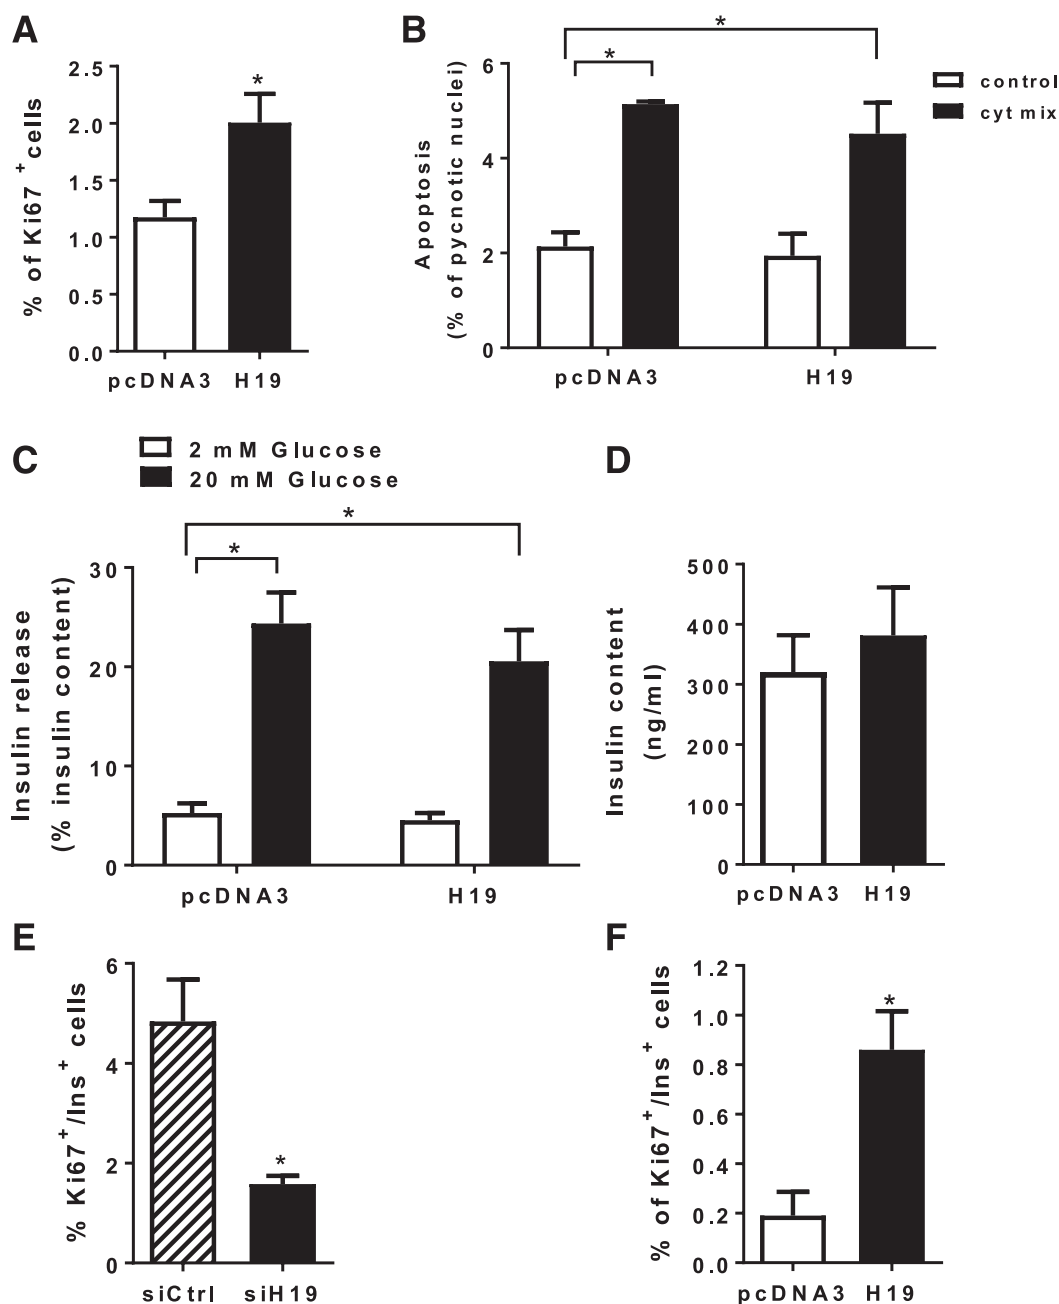 A
% of Ki67 + cells
2.5
2.0
1.5
1.0
0.5
0.0
*
pcDNA3 H19
B
Apoptosis
(% of pycnotic nuclei)
6
4
2
0
*
*
pcDNA3 H19
control
cyt mix
C
2 mM Glucose
20 mM Glucose
Insulin release
(% insulin content)
30
20
10
0
*
*
pcDNA3 H19
D
Insulin content
(ng/ml)
500
400
300
200
100
0
pcDNA3 H19
E
% Ki67+/Ins+ cells
6
4
2
0
*
siCtrl siH19
F
% of Ki67+/Ins+ cells
1.2
1.0
0.8
0.6
0.4
0.2
0.0
*
pcDNA3 H19